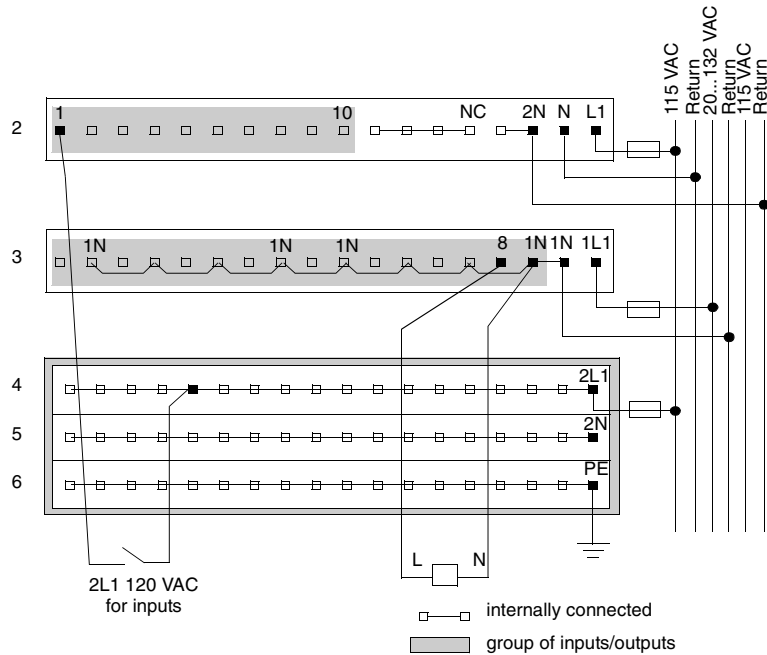 115 VAC
Return
20...132 VAC
Return
115 VAC
Return
2
1
10
NC
2N
N
L1
3
1N
1N
1N
8
1N
1N
1L1
4
2L1
5
2N
6
PE
L
N
2L1 120 VAC
for inputs
internally connected
group of inputs/outputs